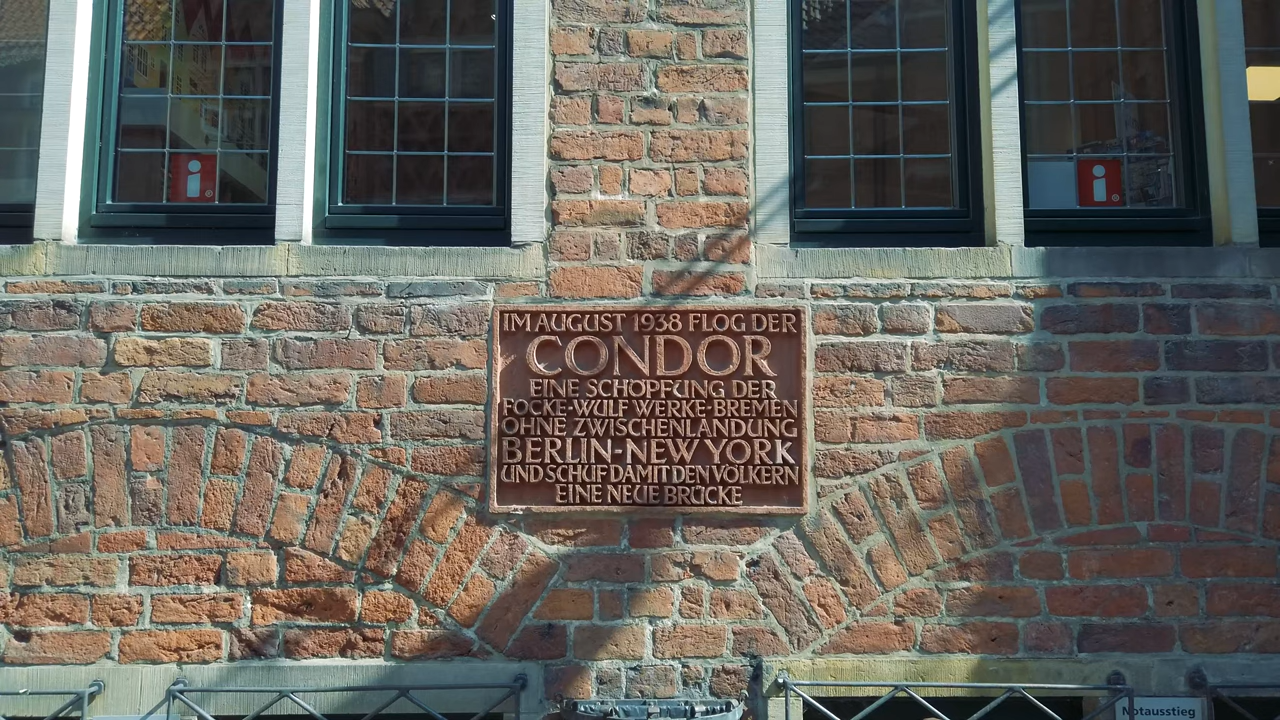 i
i
IM AUGUST 1938 FLOG DER
CONDOR
EINE SCHÖPFUNG DER
FOCKE-WULF WERKE-BREMEN
OHNE ZWISCHENLANDUNG
BERLIN-NEW YORK
UND SCHUF DAMIT DEN VÖLKERN
EINE NEUE BRÜCKE
Notausstieg